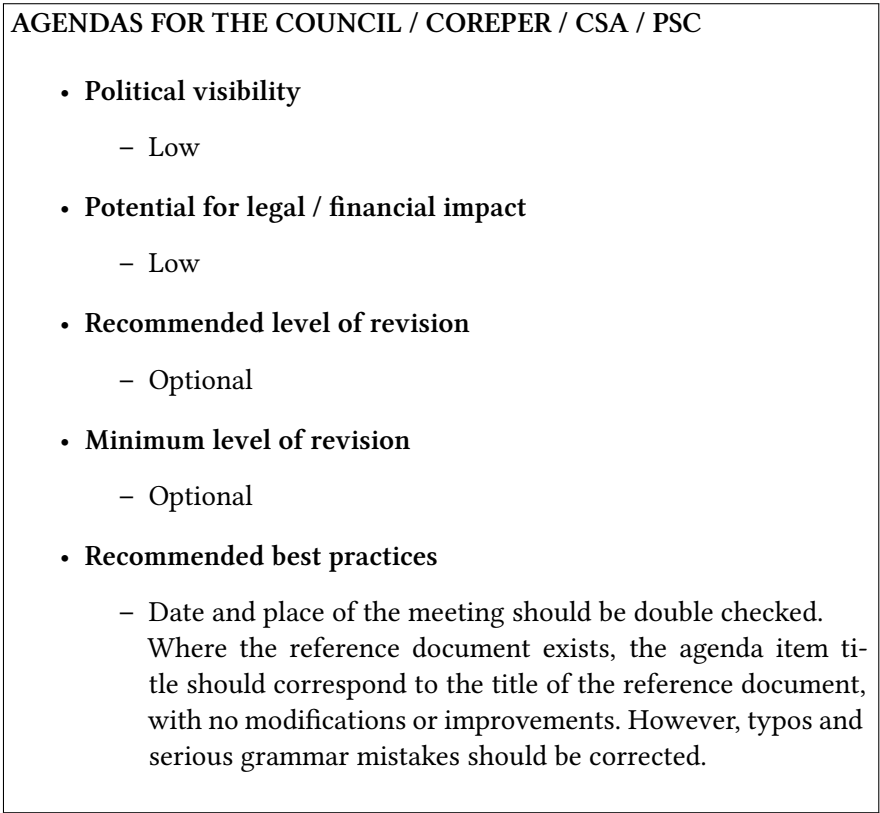 AGENDAS FOR THE COUNCIL / COREPER / CSA / PSC
• Political visibility
– Low
• Potential for legal / financial impact
– Low
• Recommended level of revision
– Optional
• Minimum level of revision
– Optional
• Recommended best practices
– Date and place of the meeting should be double checked.
Where the reference document exists, the agenda item ti-
tle should correspond to the title of the reference document,
with no modifications or improvements. However, typos and
serious grammar mistakes should be corrected.